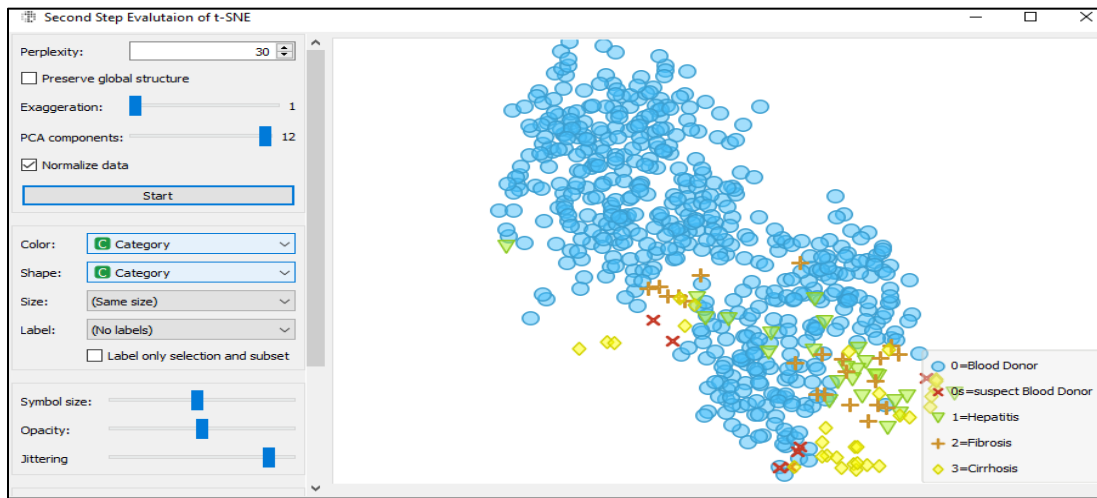 Second Step Evalutaion of t-SNE
Perplexity: 30
Preserve global structure
Exaggeration: 1
PCA components: 12
Normalize data
Start
Color: C Category
Shape: C Category
Size: (Same size)
Label: (No labels)
Label only selection and subset
Symbol size:
Opacity:
Jittering
0=Blood Donor
0s=suspect Blood Donor
1=Hepatitis
2=Fibrosis
3=Cirrhosis